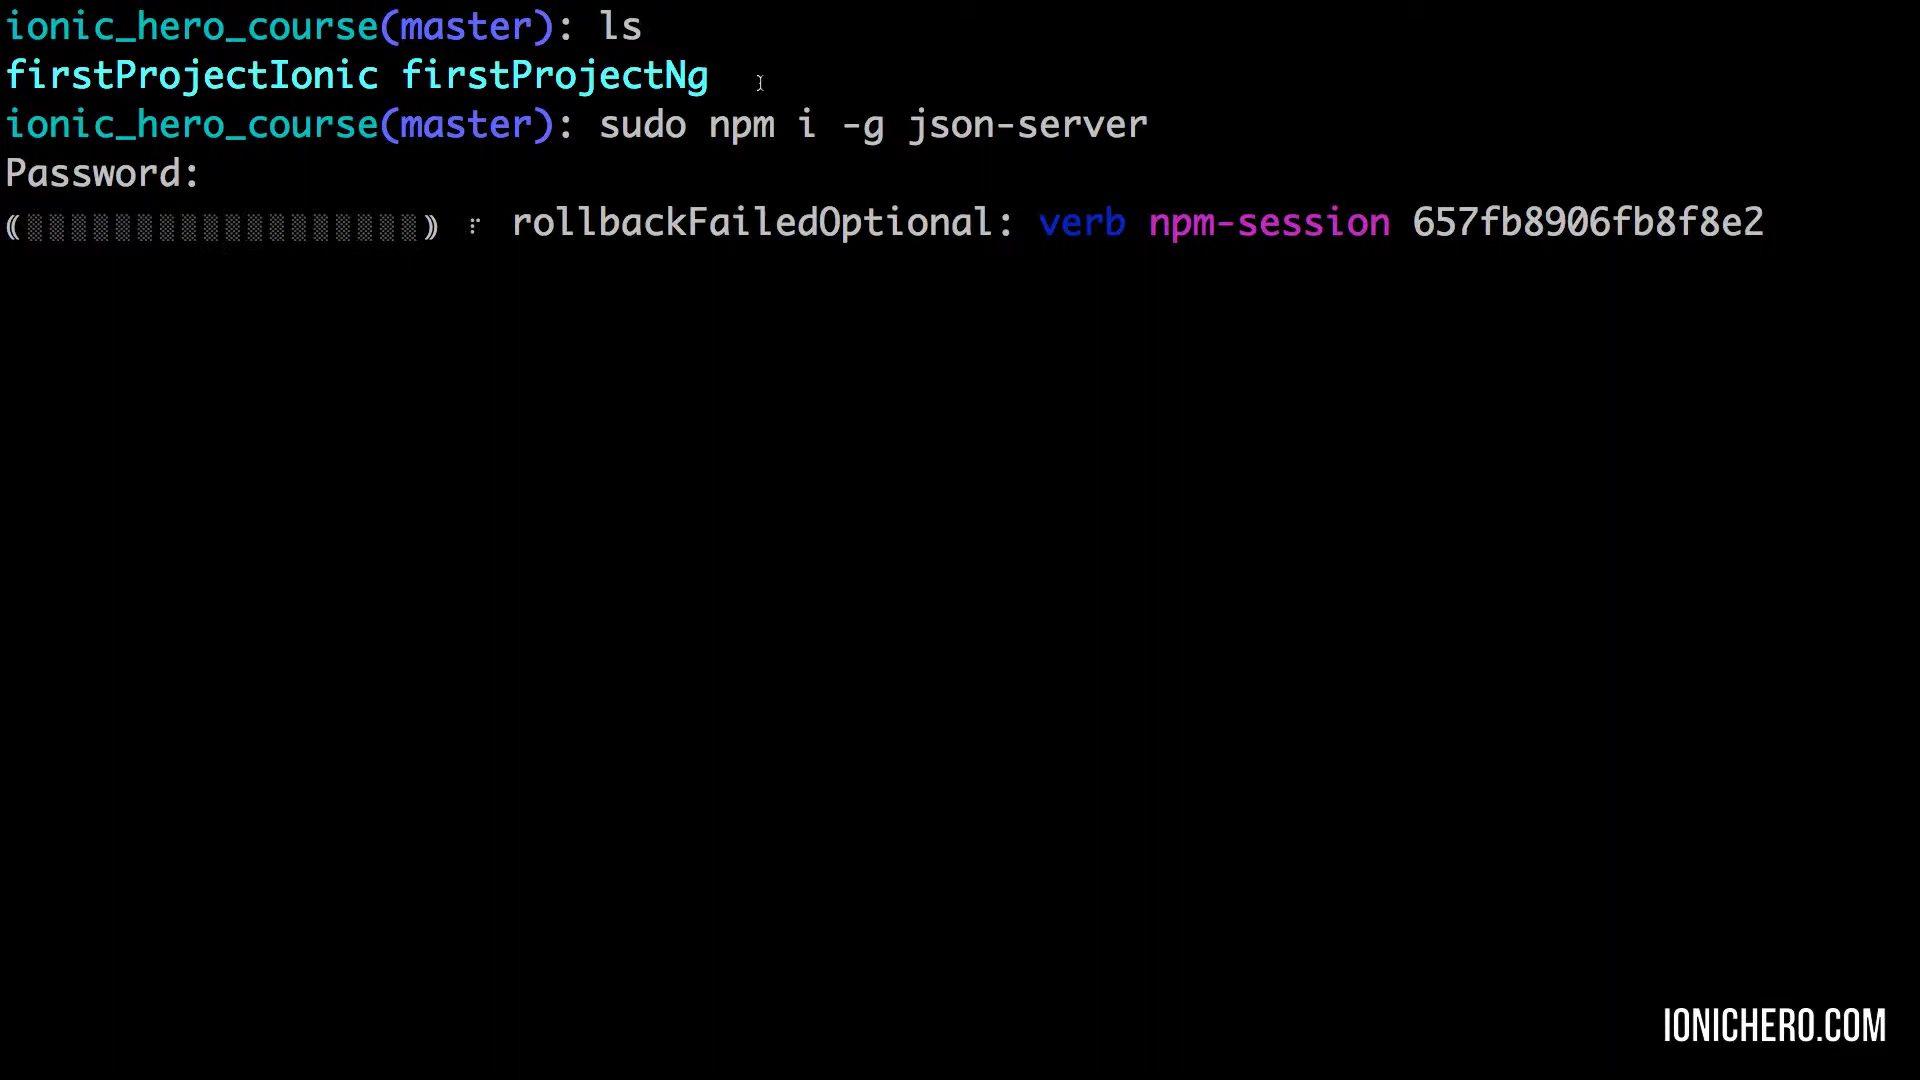 ionic_hero_course(master): ls
firstProjectIonic firstProjectNg
ionic_hero_course(master): sudo npm i -g json-server
Password:
(░░░░░░░░░░░░░░░░░░) ⠋ rollbackFailedOptional: verb npm-session 657fb8906fb8f8e2
IONICHERO.COM